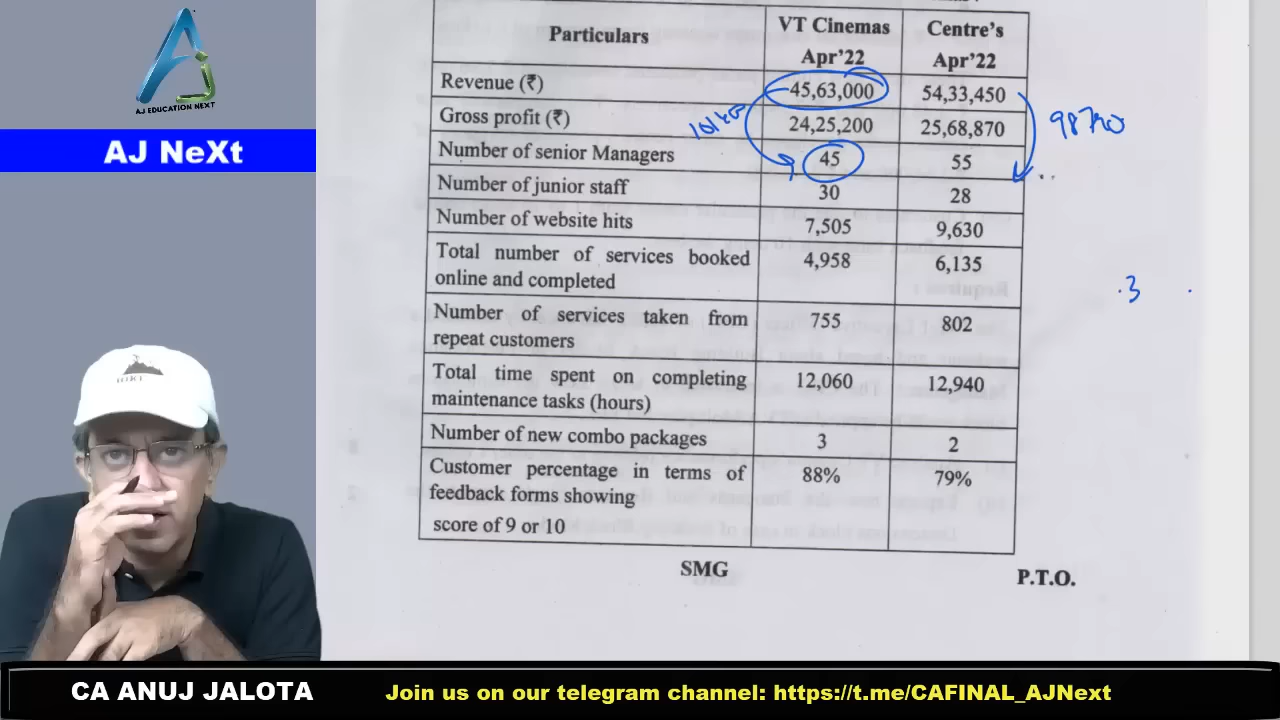 AJ EDUCATION NEXT
AJ NeXt
Particulars
VT Cinemas
Apr'22
Centre's
Apr'22
Revenue (₹) 45,63,000 54,33,450
Gross profit (₹) 24,25,200 25,68,870
Number of senior Managers 45 55
Number of junior staff 30 28
Number of website hits 7,505 9,630
Total number of services booked
online and completed
4,958 6,135
Number of services taken from
repeat customers
755 802
Total time spent on completing
maintenance tasks (hours)
12,060 12,940
Number of new combo packages 3 2
Customer percentage in terms of
feedback forms showing
score of 9 or 10
88% 79%
SMG
P.T.O.
3
CA ANUJ JALOTA
Join us on our telegram channel: https://t.me/CAFINAL_AJNext